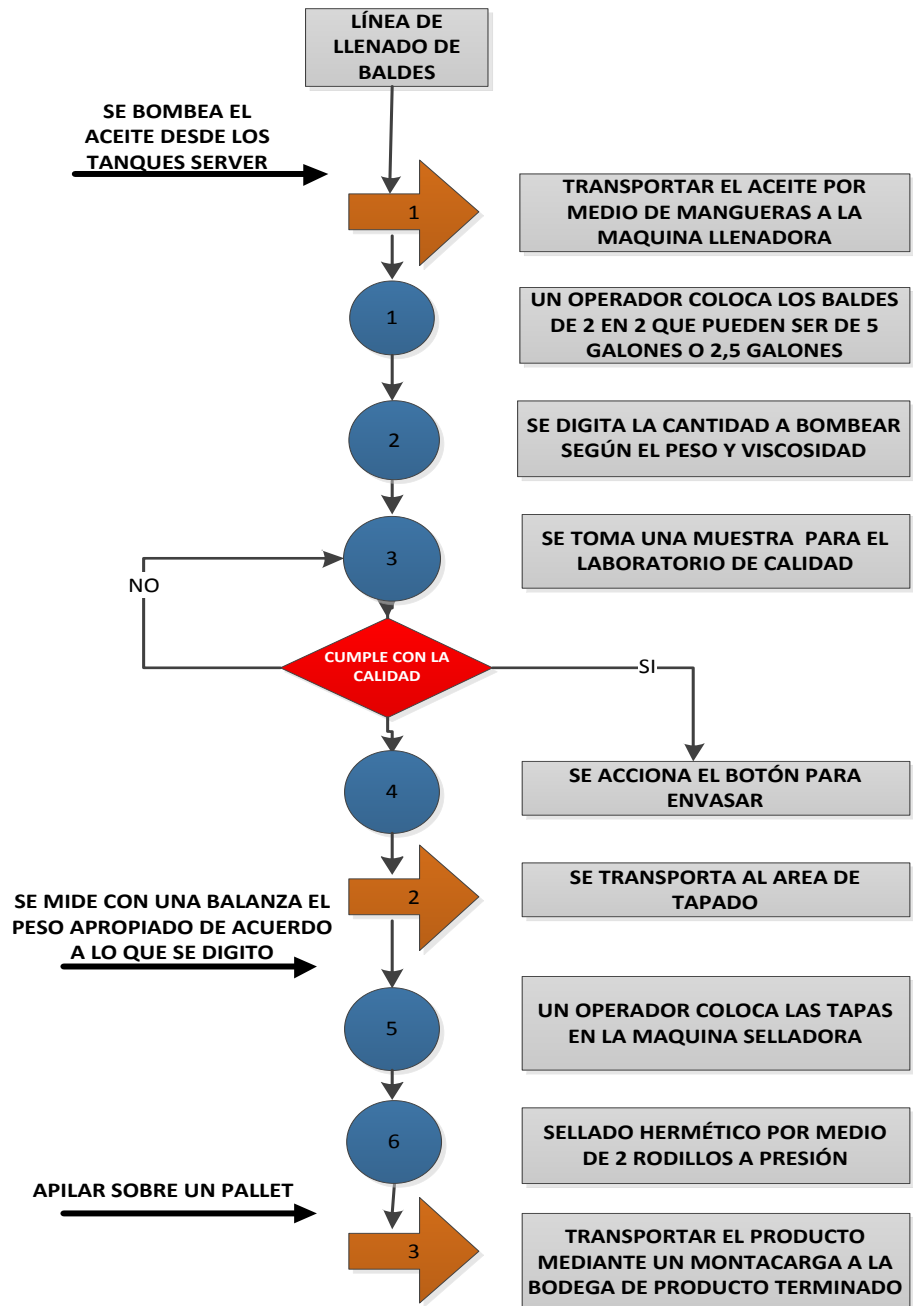 LÍNEA DE
LLENADO DE
BALDES
SE BOMBEA EL
ACEITE DESDE LOS
TANQUES SERVER
1
TRANSPORTAR EL ACEITE POR
MEDIO DE MANGUERAS A LA
MAQUINA LLENADORA
1
UN OPERADOR COLOCA LOS BALDES
DE 2 EN 2 QUE PUEDEN SER DE 5
GALONES O 2,5 GALONES
2
SE DIGITA LA CANTIDAD A BOMBEAR
SEGÚN EL PESO Y VISCOSIDAD
3
SE TOMA UNA MUESTRA PARA EL
LABORATORIO DE CALIDAD
NO
CUMPLE CON LA
CALIDAD
SI
4
SE ACCIONA EL BOTÓN PARA
ENVASAR
2
SE TRANSPORTA AL AREA DE
TAPADO
SE MIDE CON UNA BALANZA EL
PESO APROPIADO DE ACUERDO
A LO QUE SE DIGITO
5
UN OPERADOR COLOCA LAS TAPAS
EN LA MAQUINA SELLADORA
6
SELLADO HERMÉTICO POR MEDIO
DE 2 RODILLOS A PRESIÓN
APILAR SOBRE UN PALLET
3
TRANSPORTAR EL PRODUCTO
MEDIANTE UN MONTACARGA A LA
BODEGA DE PRODUCTO TERMINADO